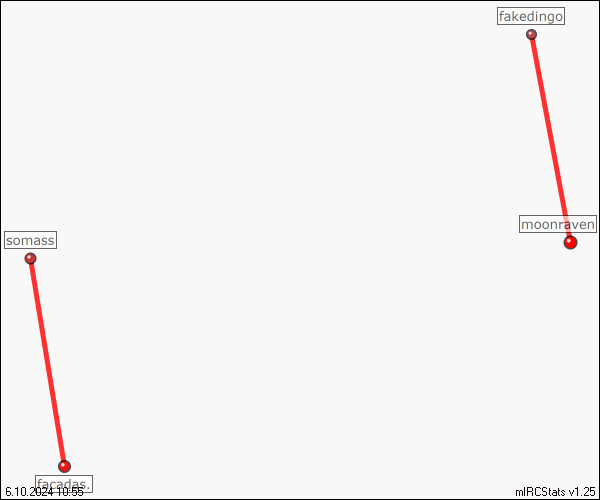 fakedingo
moonraven
somass
facadas.
6.10.2024 10:55
mIRCStats v1.25